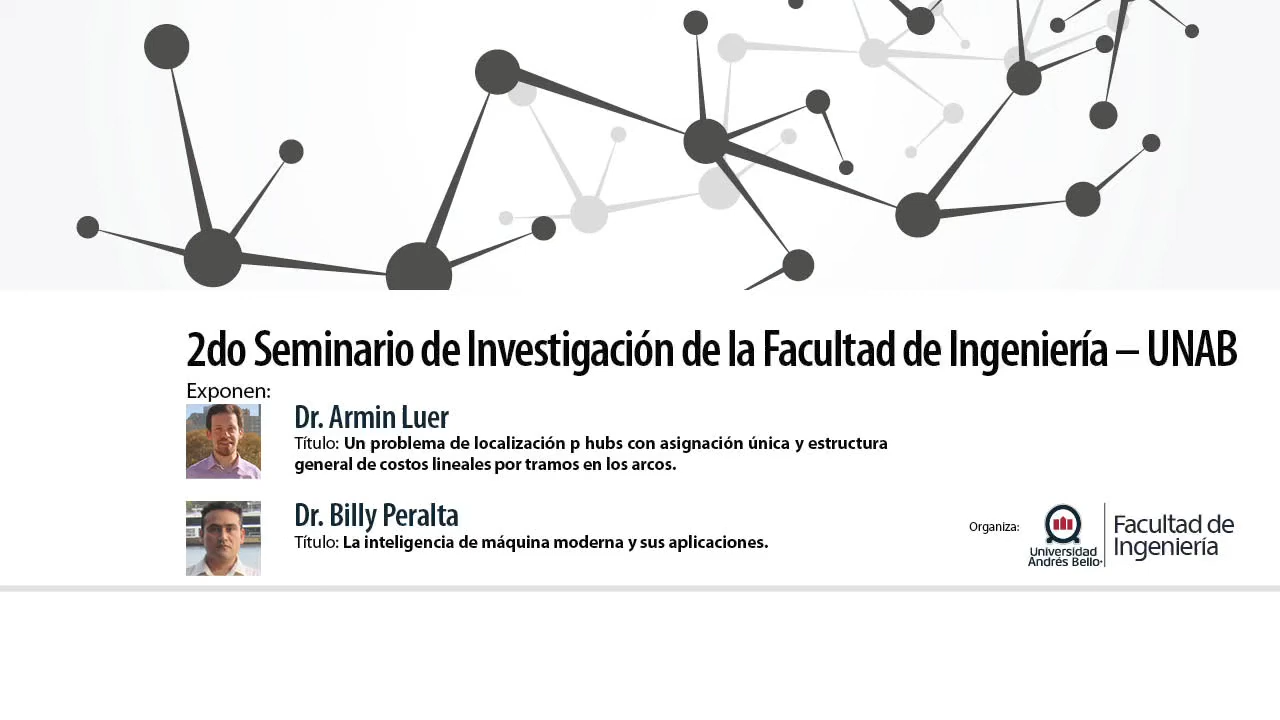 2do Seminario de Investigación de la Facultad de Ingeniería – UNAB
Exponen:
Dr. Armin Luer
Título: Un problema de localización p hubs con asignación única y estructura
general de costos lineales por tramos en los arcos.
Dr. Billy Peralta
Título: La inteligencia de máquina moderna y sus aplicaciones.
Organiza:
Universidad
Andrés Bello
Facultad de
Ingeniería